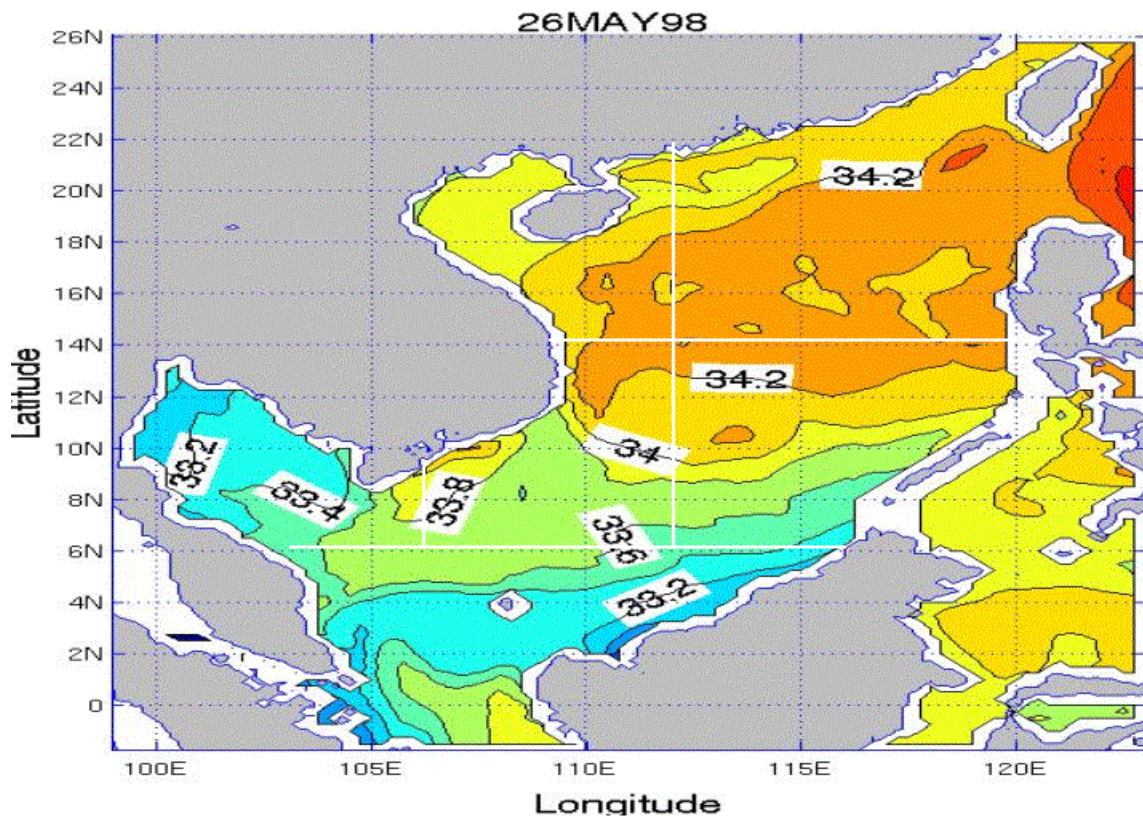 26MAY98
26N
24N
22N
20N
18N
16N
14N
12N
10N
8N
6N
4N
2N
0
Latitude
34.2
34.2
34
33.2
33.4
33.8
33.6
33.2
100E 105E 110E 115E 120E
Longitude